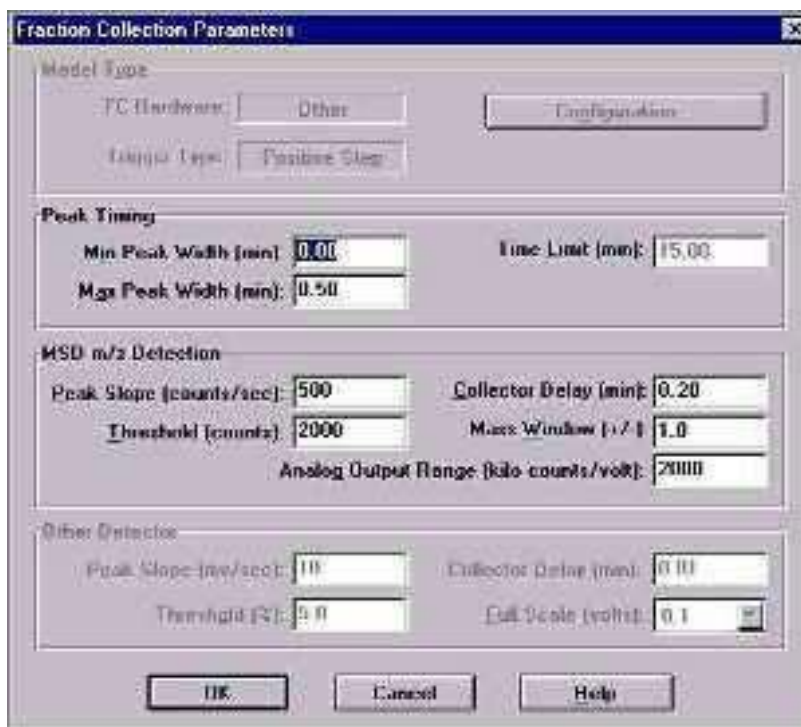 Fraction Collection Parameters
Model Type
FC Hardware: Other Configuration
Trigger Type: Positive Step
Peak Timing
Min Peak Width (min) 0.00 Time Limit (min): 15.00
Max Peak Width (min): 0.50
MSD m/z Detection
Peak Slope (counts/sec): 500 Collector Delay (min): 0.20
Threshold (counts) 2000 Mass Window (+/-) 1.0
Analog Output Range (kilo counts/volt): 2000
Other Detector
Peak Slope (mv/sec): 10 Collector Delay (min):
Threshold (%): 5.0 Full Scale (volts): 0.1
OK Cancel Help